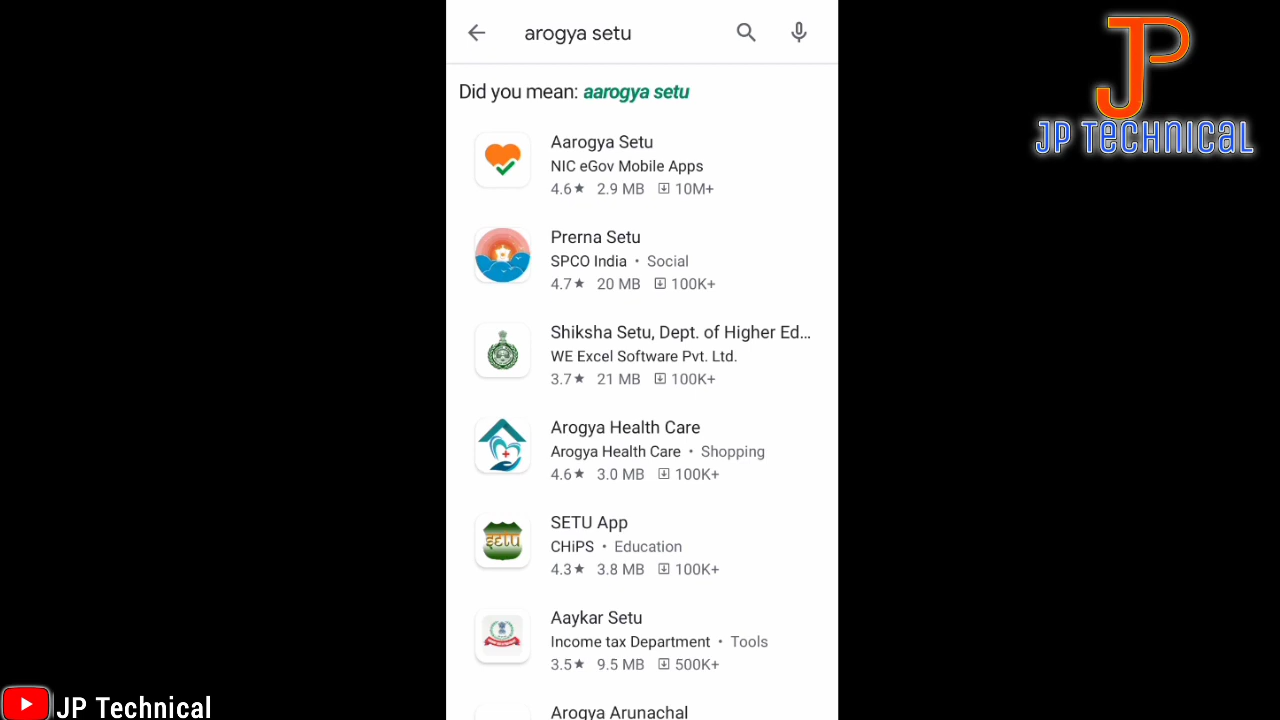 arogya setu
JP TECHNICAL
Did you mean: aarogya setu
Aarogya Setu
NIC eGov Mobile Apps
4.6★ 2.9 MB 10M+
Prerna Setu
SPCO India • Social
4.7★ 20 MB 100K+
Shiksha Setu, Dept. of Higher Ed...
WE Excel Software Pvt. Ltd.
3.7★ 21 MB 100K+
Arogya Health Care
Arogya Health Care • Shopping
4.6★ 3.0 MB 100K+
SETU App
CHiPS • Education
4.3★ 3.8 MB 100K+
Aaykar Setu
Income tax Department • Tools
3.5★ 9.5 MB 500K+
Arogya Arunachal
JP Technical